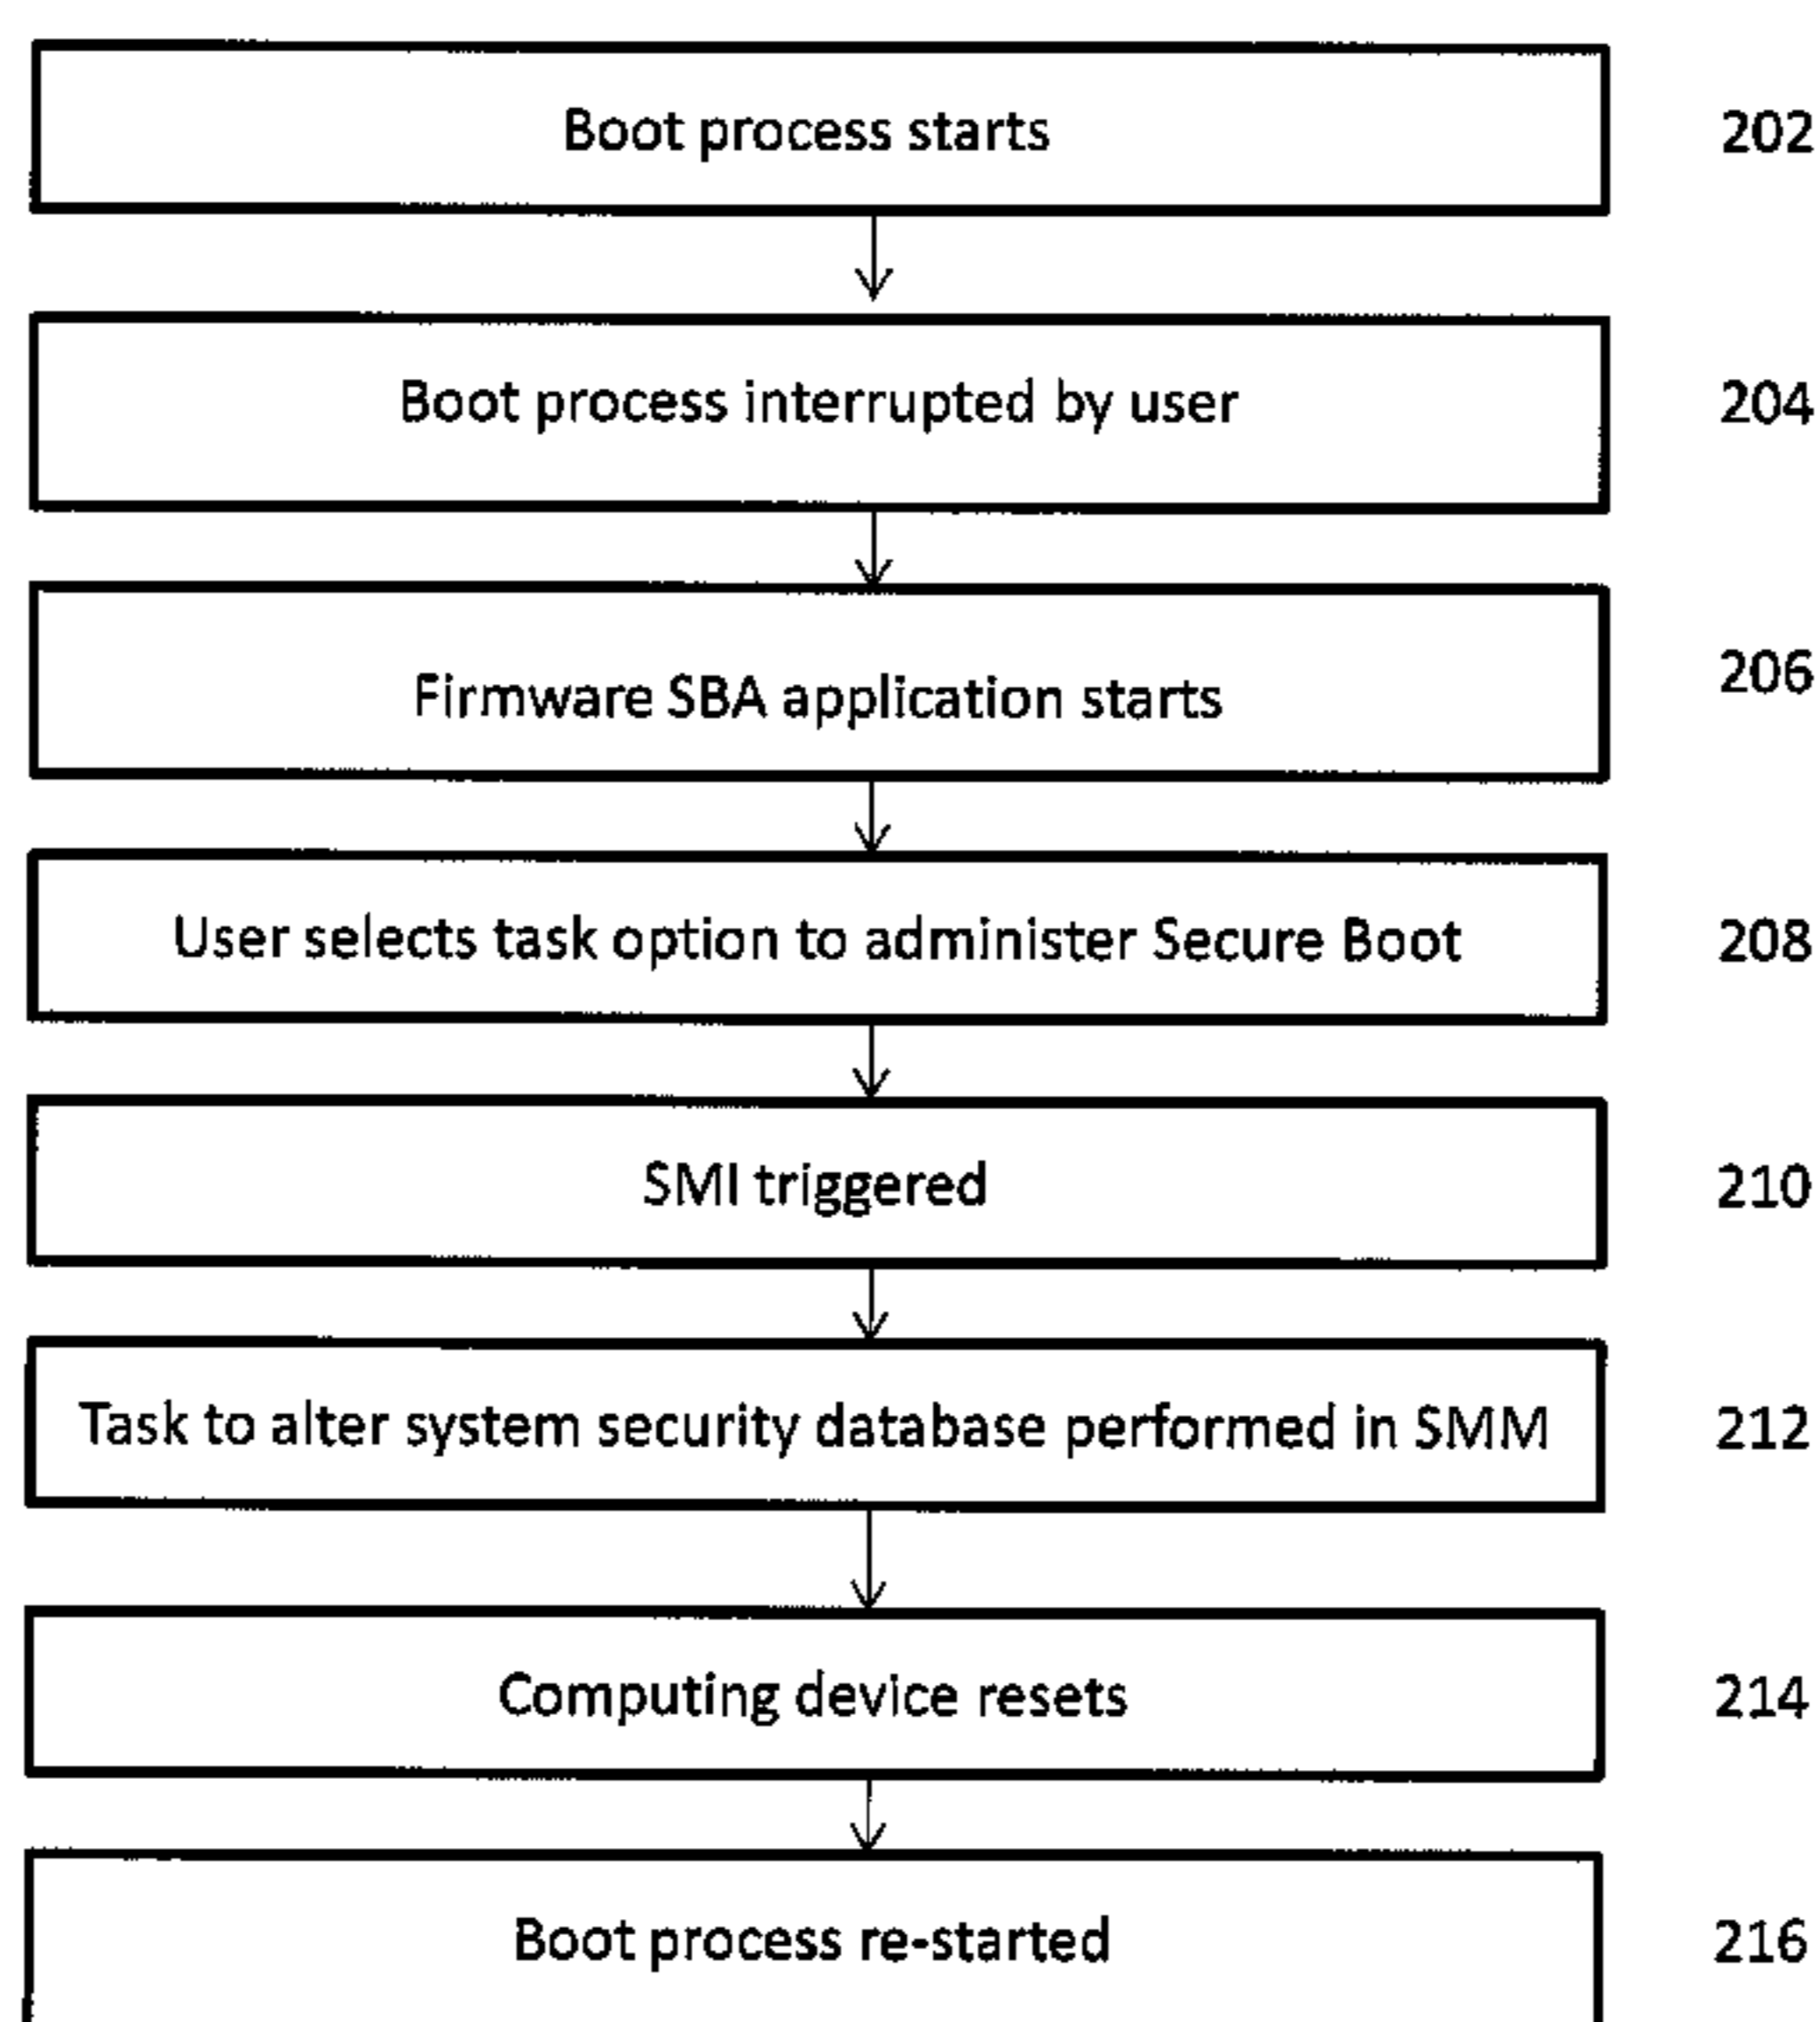 Boot process starts 202
Boot process interrupted by user 204
Firmware SBA application starts 206
User selects task option to administer Secure Boot 208
SMI triggered 210
Task to alter system security database performed in SMM 212
Computing device resets 214
Boot process re-started 216